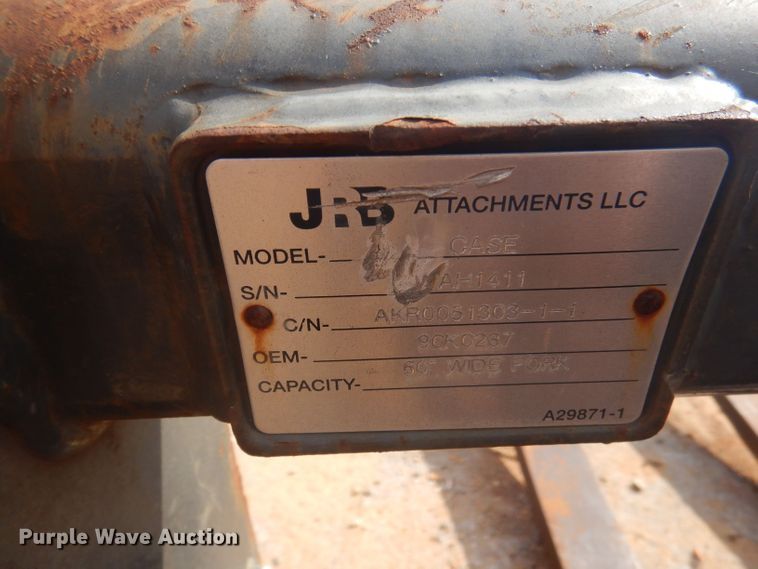 JRB ATTACHMENTS LLC
MODEL- CASE
S/N- AH1411
C/N- AKR0051303-1-1
OEM- 90K0287
CAPACITY- 60" WIDE FORK
A29871-1
Purple Wave Auction